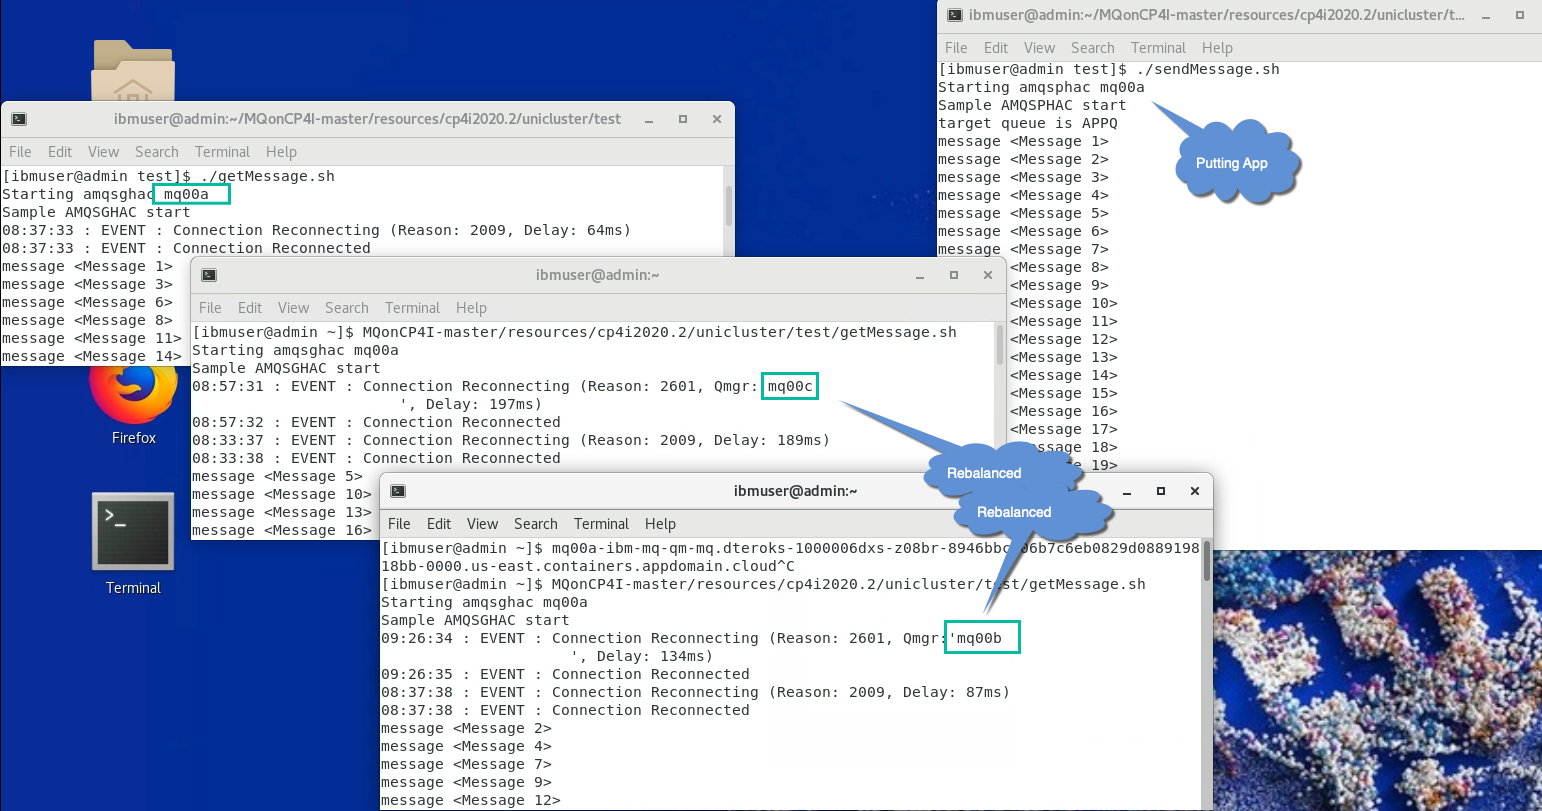 ibmuser@admin:~/MQonCP4I-master/resources/cp4i2020.2/unicluster/test
File Edit View Search Terminal Help
[ibmuser@admin test]$ ./getMessage.sh
Starting amqsghac mq00a
Sample AMQSGHAC start
08:37:33 : EVENT : Connection Reconnecting (Reason: 2009, Delay: 64ms)
08:37:33 : EVENT : Connection Reconnected
message <Message 1>
message <Message 3>
message <Message 6>
message <Message 8>
message <Message 11>
message <Message 14>
ibmuser@admin:~/MQonCP4I-master/resources/cp4i2020.2/unicluster/t...
File Edit View Search Terminal Help
[ibmuser@admin test]$ ./sendMessage.sh
Starting amqsphac mq00a
Sample AMQSPHAC start
target queue is APPQ
message <Message 1>
message <Message 2>
message <Message 3>
message <Message 4>
message <Message 5>
message <Message 6>
message <Message 7>
<Message 8>
<Message 9>
<Message 10>
<Message 11>
<Message 12>
<Message 13>
<Message 14>
<Message 15>
<Message 16>
<Message 17>
18>
19>
Putting App
ibmuser@admin:~
File Edit View Search Terminal Help
[ibmuser@admin ~]$ MQonCP4I-master/resources/cp4i2020.2/unicluster/test/getMessage.sh
Starting amqsghac mq00a
Sample AMQSGHAC start
08:57:31 : EVENT : Connection Reconnecting (Reason: 2601, Qmgr: mq00c
', Delay: 197ms)
08:57:32 : EVENT : Connection Reconnected
08:33:37 : EVENT : Connection Reconnecting (Reason: 2009, Delay: 189ms)
08:33:38 : EVENT : Connection Reconnected
message <Message 5>
message <Message 10>
message <Message 13>
message <Message 16>
Rebalanced
Rebalanced
ibmuser@admin:~
File Edit View Search Terminal Help
[ibmuser@admin ~]$ mq00a-ibm-mq-qm-mq.dteroks-1000006dxs-z08br-8946bbc 06b7c6eb0829d0889198
18bb-0000.us-east.containers.appdomain.cloud^C
[ibmuser@admin ~]$ MQonCP4I-master/resources/cp4i2020.2/unicluster/test/getMessage.sh
Starting amqsghac mq00a
Sample AMQSGHAC start
09:26:34 : EVENT : Connection Reconnecting (Reason: 2601, Qmgr:'mq00b
', Delay: 134ms)
09:26:35 : EVENT : Connection Reconnected
08:37:38 : EVENT : Connection Reconnecting (Reason: 2009, Delay: 87ms)
08:37:38 : EVENT : Connection Reconnected
message <Message 2>
message <Message 4>
message <Message 7>
message <Message 9>
message <Message 12>
Firefox
Terminal